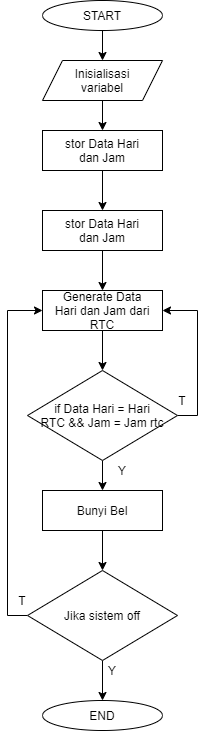 START
Inisialisasi
variabel
stor Data Hari
dan Jam
stor Data Hari
dan Jam
Generate Data
Hari dan Jam dari
RTC
if Data Hari = Hari
RTC && Jam = Jam rtc
T
Y
Bunyi Bel
Jika sistem off
T
Y
END